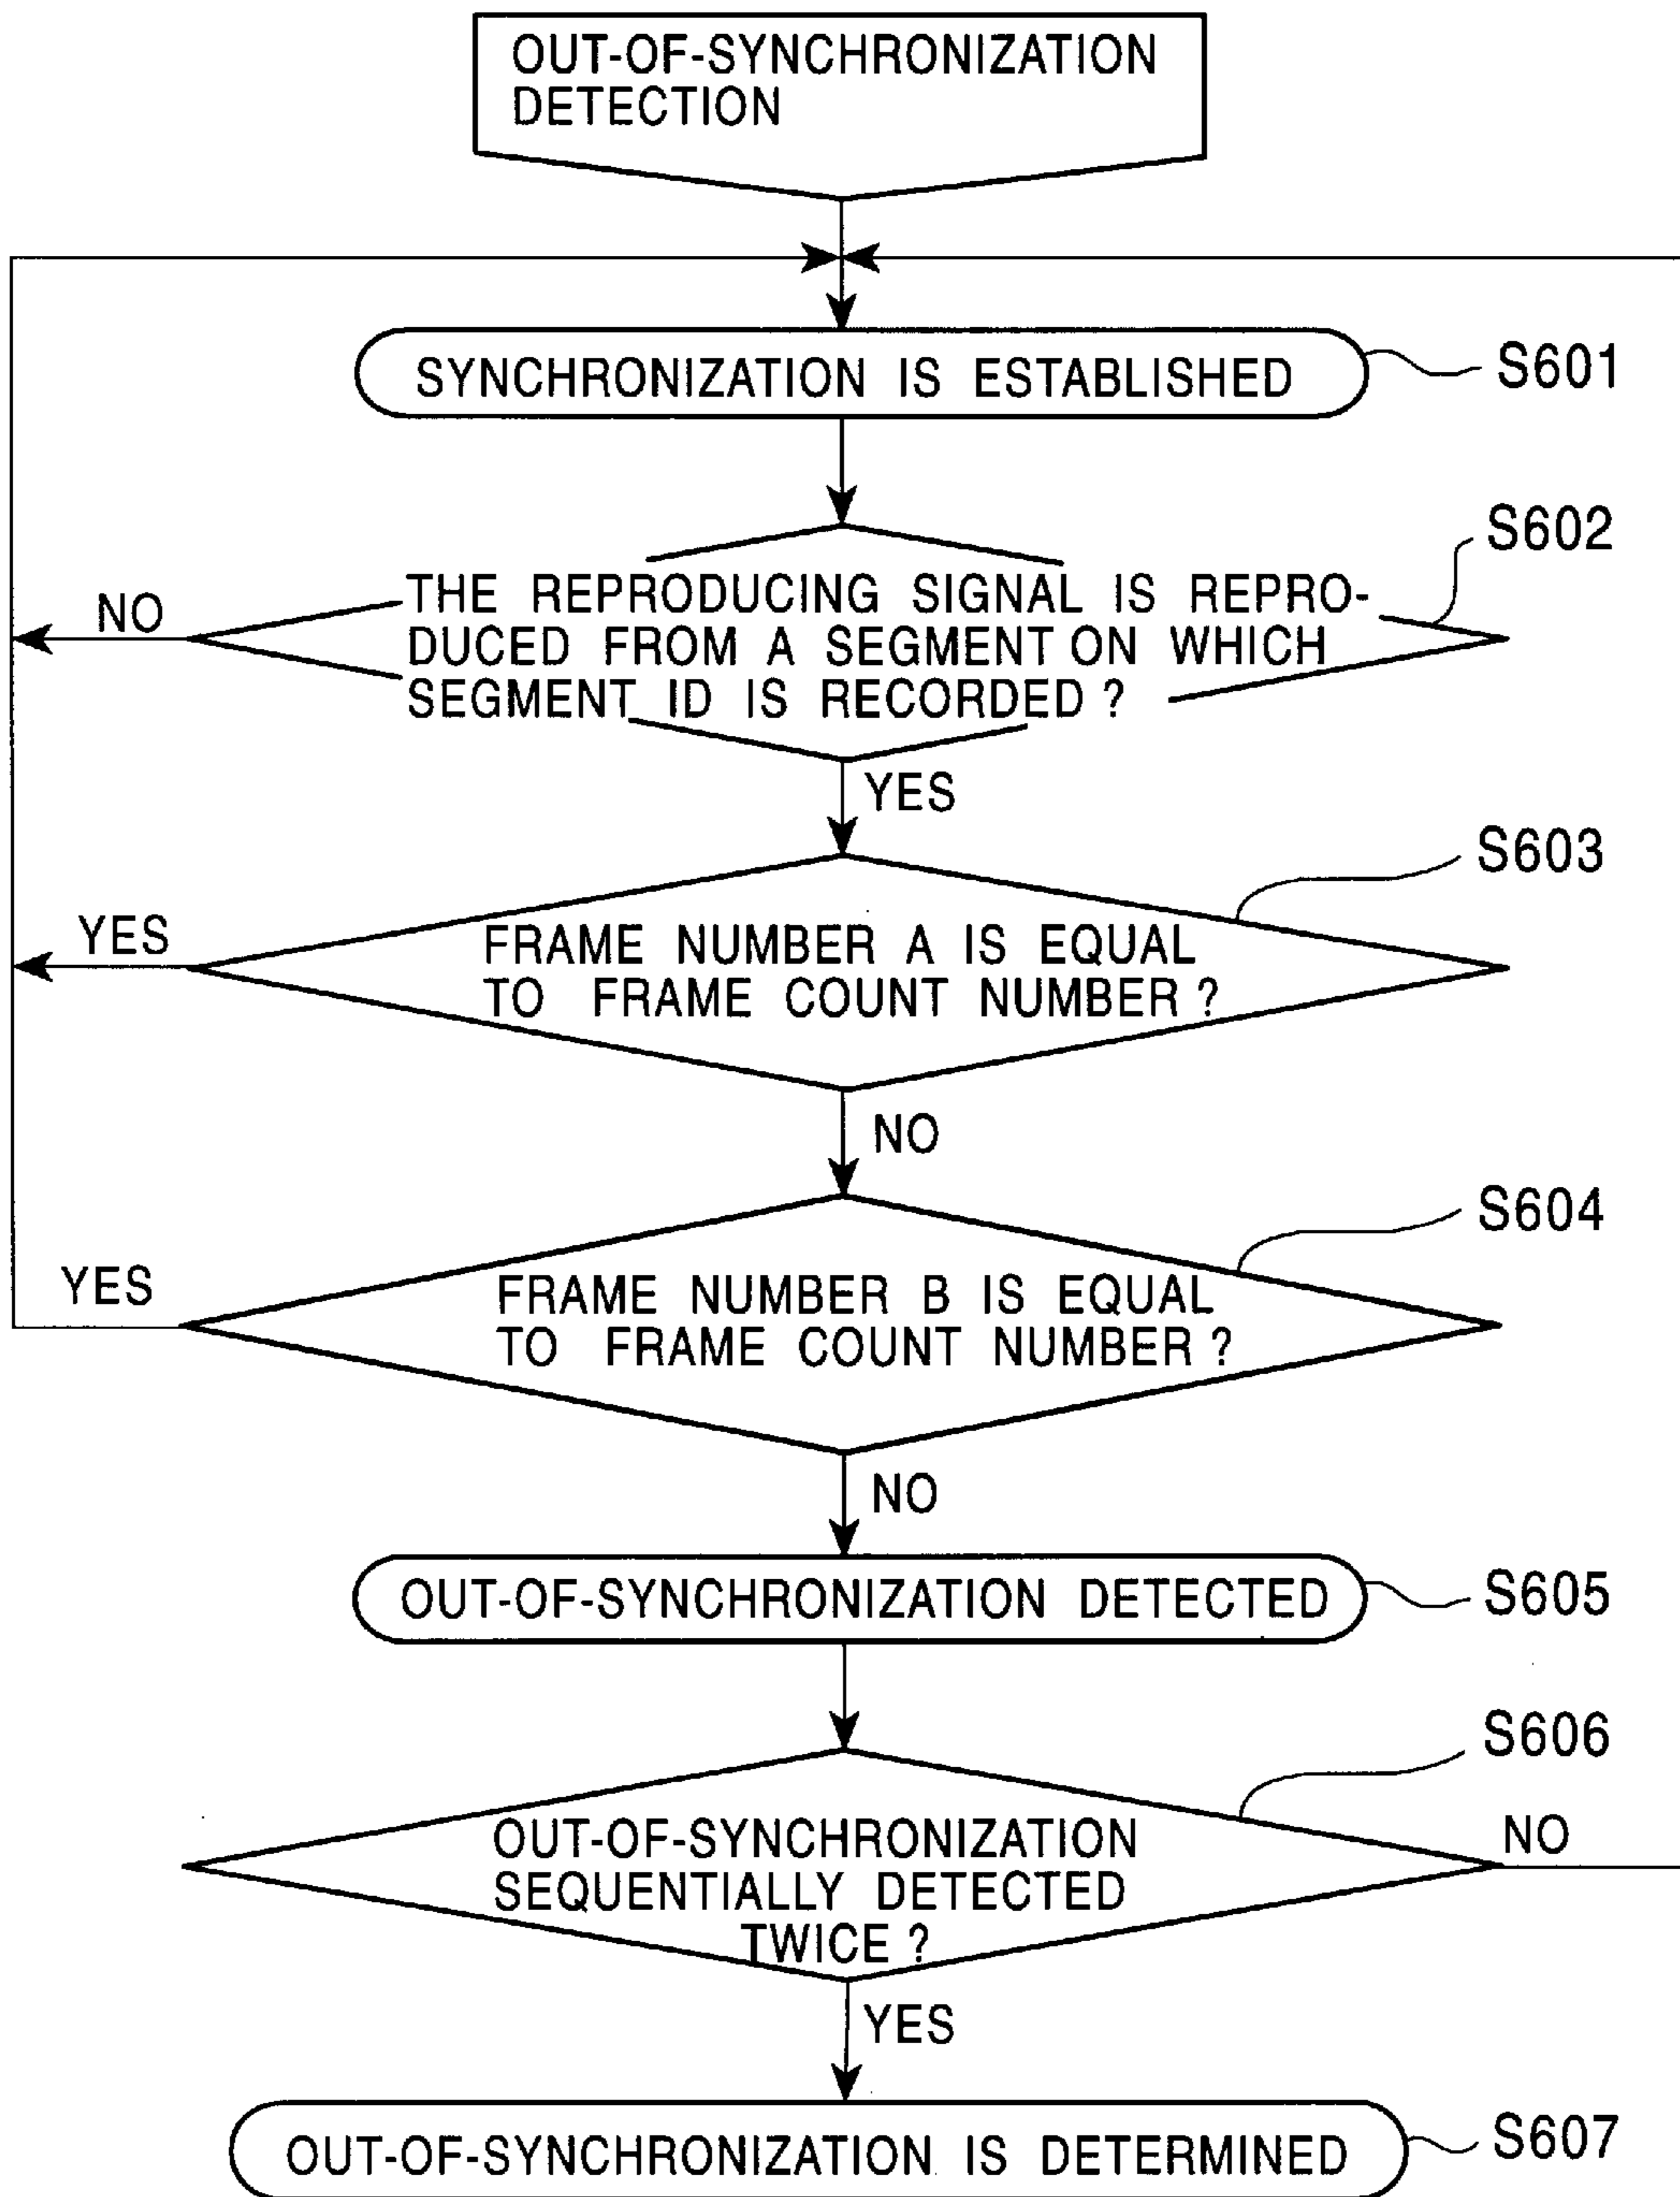 OUT-OF-SYNCHRONIZATION
DETECTION
SYNCHRONIZATION IS ESTABLISHED
S601
S602
THE REPRODUCING SIGNAL IS REPRO-
DUCED FROM A SEGMENT ON WHICH
SEGMENT ID IS RECORDED ?
NO
YES
S603
FRAME NUMBER A IS EQUAL
TO FRAME COUNT NUMBER ?
YES
NO
S604
FRAME NUMBER B IS EQUAL
TO FRAME COUNT NUMBER ?
YES
NO
OUT-OF-SYNCHRONIZATION DETECTED
S605
S606
OUT-OF-SYNCHRONIZATION
SEQUENTIALLY DETECTED
TWICE ?
NO
YES
OUT-OF-SYNCHRONIZATION IS DETERMINED
S607